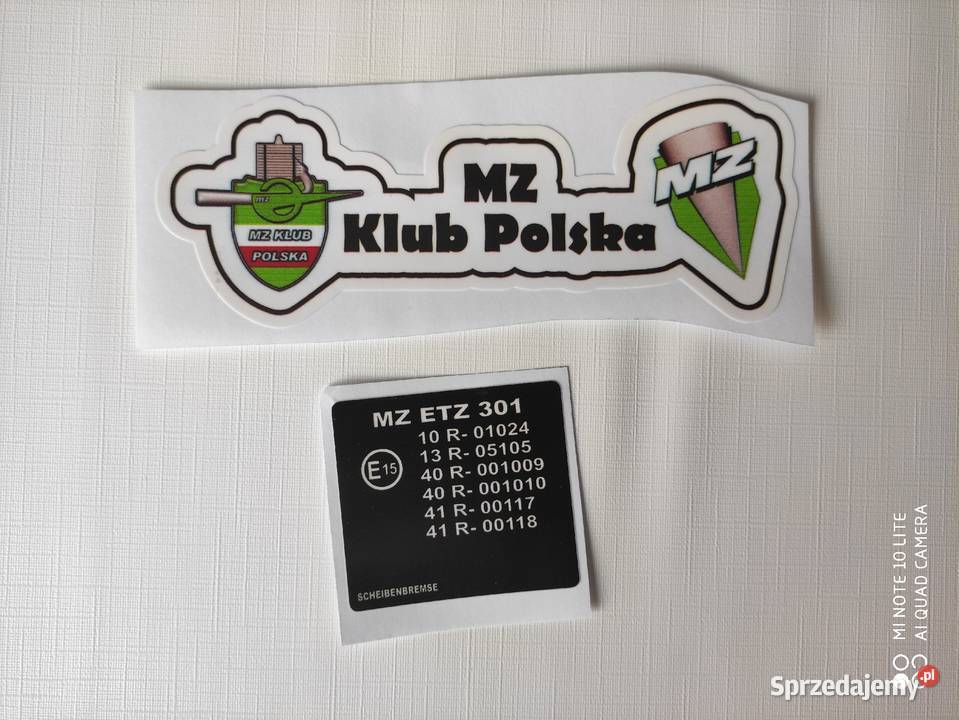 MZ
Klub Polska
mz
MZ KLUB
POLSKA
MZ
MZ ETZ 301
E15
10 R- 01024
13 R- 05105
40 R- 001009
40 R- 001010
41 R- 00117
41 R- 00118
SCHEIBENBREMSE
MI NOTE 10 LITE
AI QUAD CAMERA
Sprzedajemy.pl